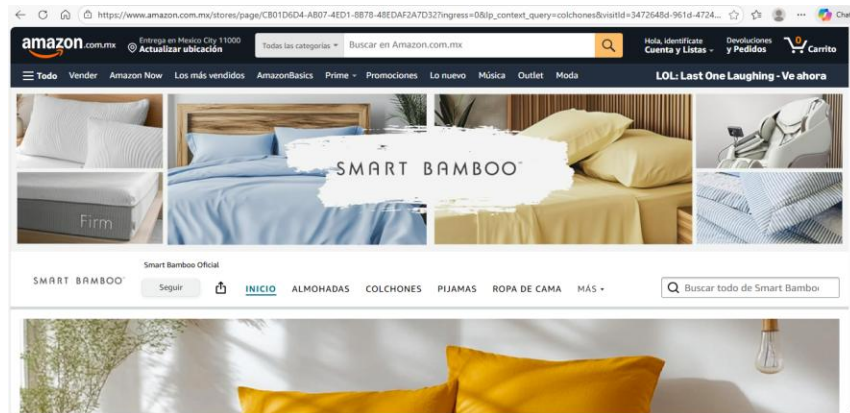 https://www.amazon.com.mx/stores/page/CB01D6D4-AB07-4ED1-8B78-48EDAF2A7D32?ingress=0&lp_context_query=colchones&visitId=3472648d-961d-4724...
amazon.com.mx
Entrega en Mexico City 11000
Actualizar ubicación
Todas las categorías
Buscar en Amazon.com.mx
Hola, identifícate
Cuenta y Listas
Devoluciones
y Pedidos
0
Carrito
Todo Vender Amazon Now Los más vendidos AmazonBasics Prime Promociones Lo nuevo Música Outlet Moda LOL: Last One Laughing - Ve ahora
SMART BAMBOO
Firm
Smart Bamboo Oficial
SMART BAMBOO
Seguir
INICIO ALMOHADAS COLCHONES PIJAMAS ROPA DE CAMA MÁS
Buscar todo de Smart Bamboo